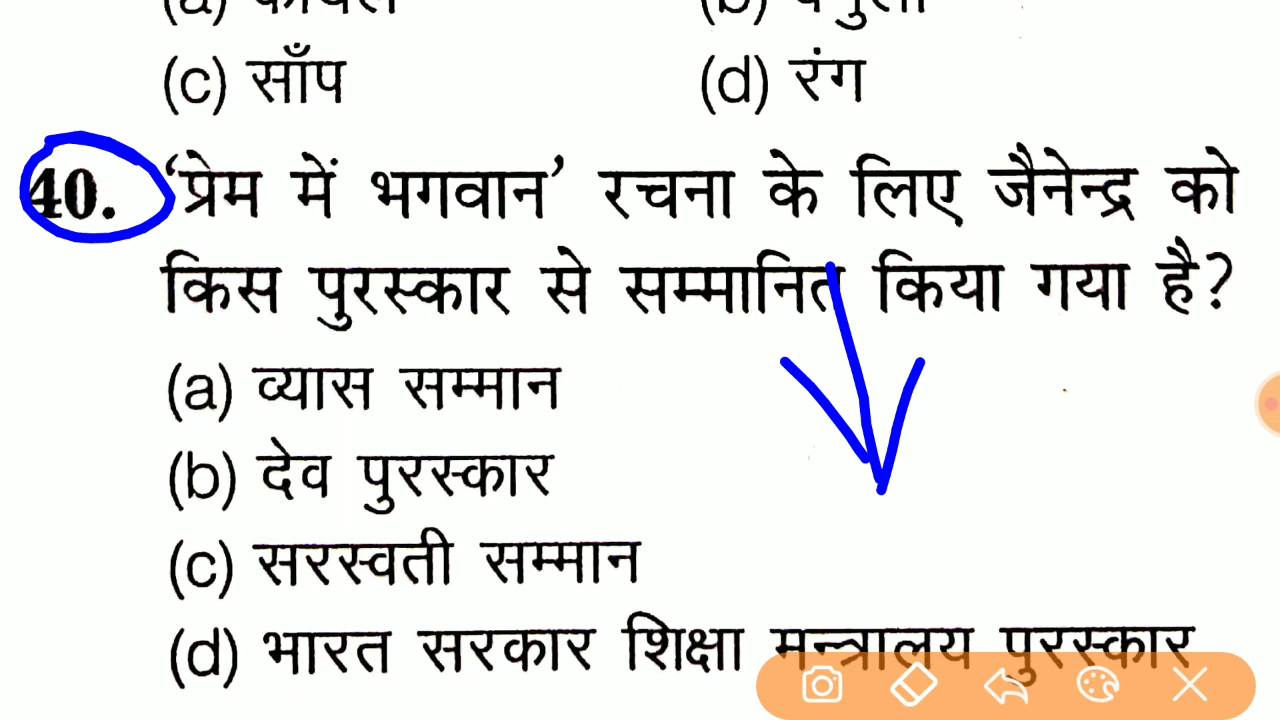 (c) साँप (d) रंग
40. ‘प्रेम में भगवान’ रचना के लिए जैनेन्द्र को
किस पुरस्कार से सम्मानित किया गया है?
(a) व्यास सम्मान
(b) देव पुरस्कार
(c) सरस्वती सम्मान
(d) भारत सरकार शिक्षा मन्त्रालय पुरस्कार